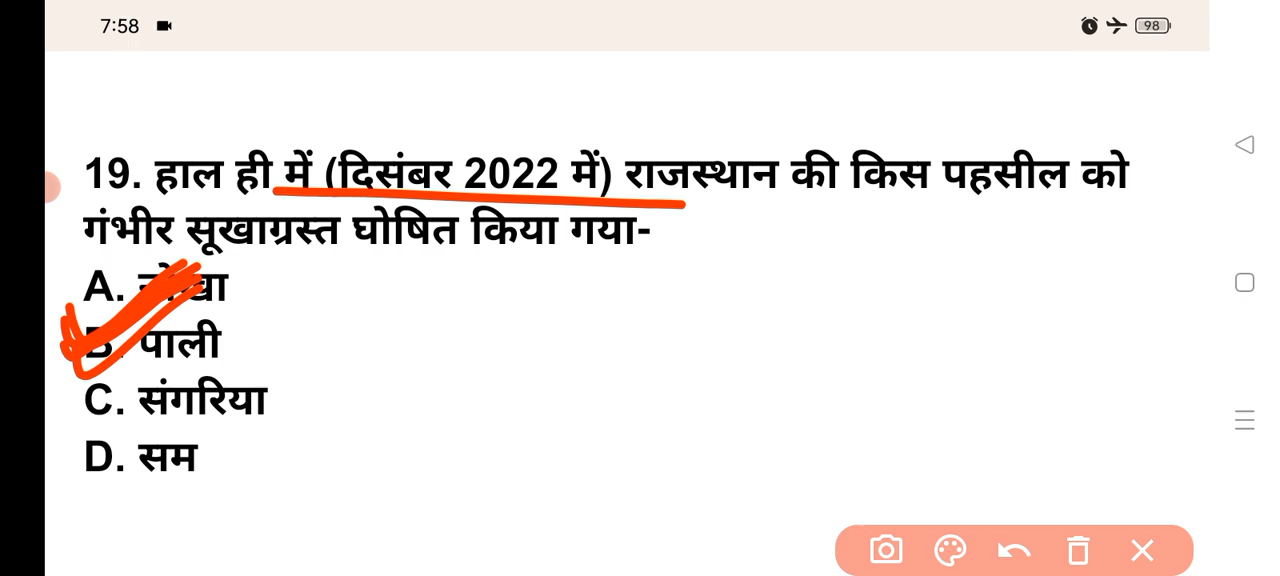 7:58
98
19. हाल ही में (दिसंबर 2022 में) राजस्थान की किस पहसील को
गंभीर सूखाग्रस्त घोषित किया गया-
A.
B. पाली
C. संगरिया
D. सम